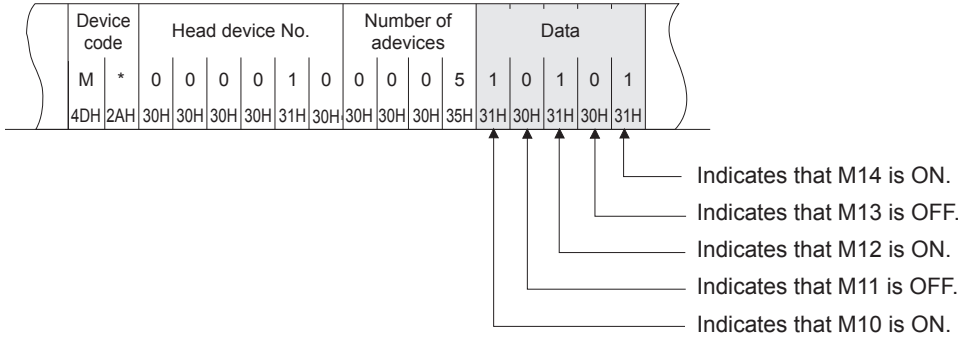 Device code Head device No. Number of adevices Data
M * 0 0 0 0 1 0 0 0 0 5 1 0 1 0 1
4DH 2AH 30H 30H 30H 30H 31H 30H 30H 30H 30H 35H 31H 30H 31H 30H 31H
Indicates that M14 is ON.
Indicates that M13 is OFF.
Indicates that M12 is ON.
Indicates that M11 is OFF.
Indicates that M10 is ON.